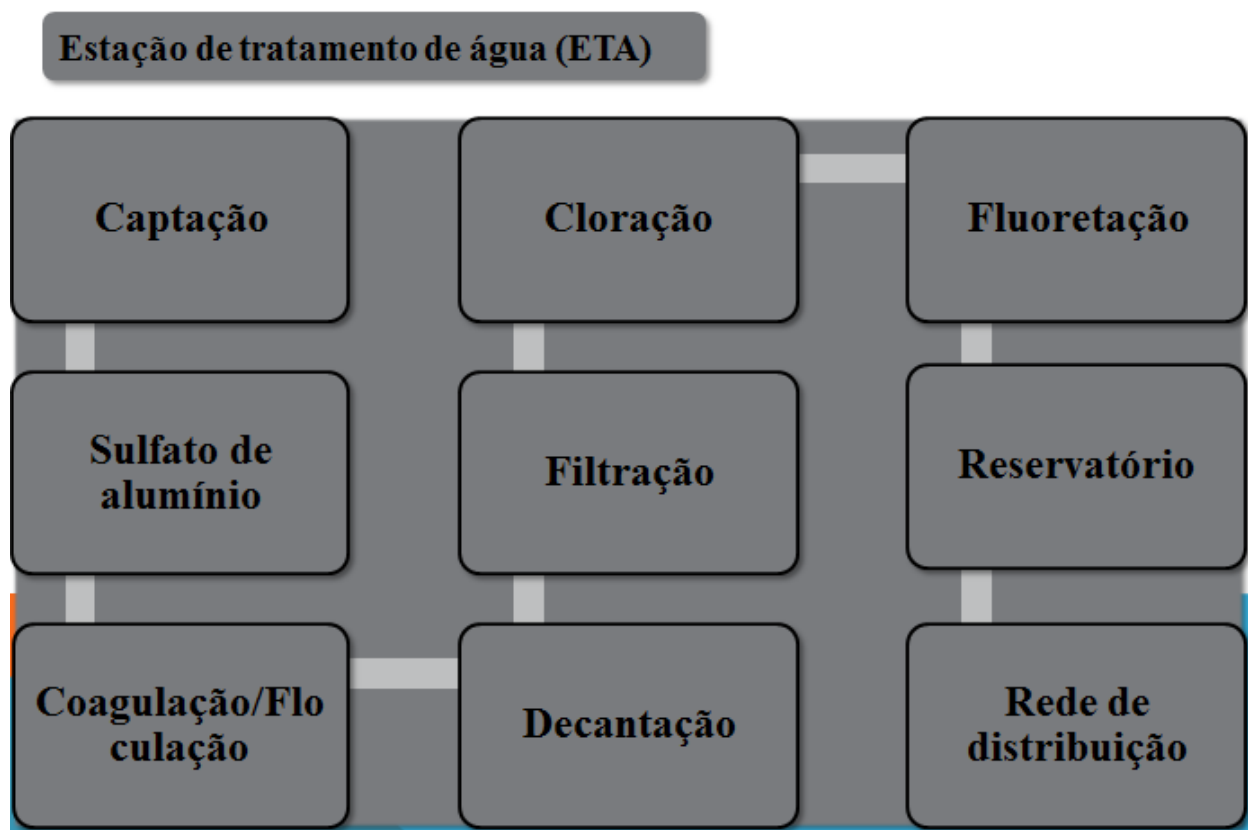 Estação de tratamento de água (ETA)
Captação
Sulfato de
alumínio
Coagulação/Flo
culação
Decantação
Filtração
Cloração
Fluoretação
Reservatório
Rede de
distribuição